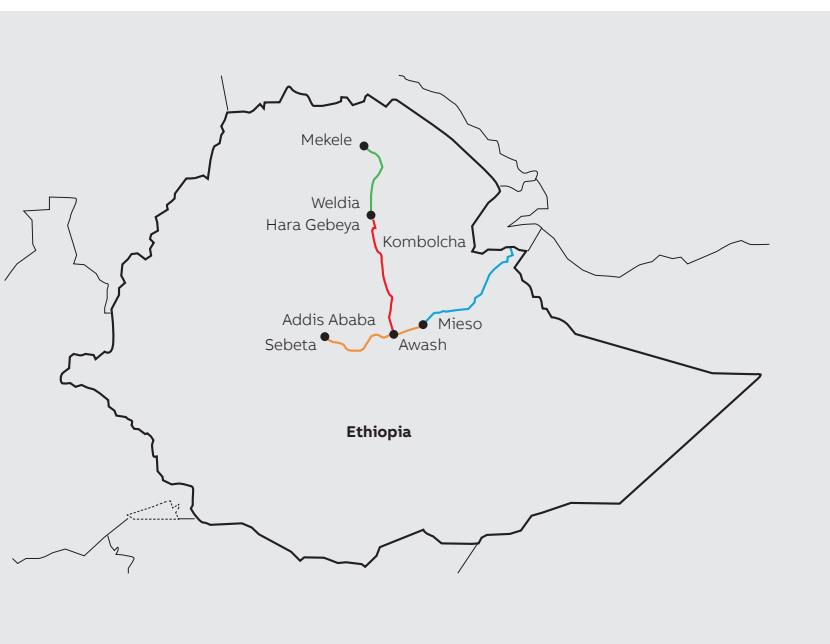 Mekele
Weldia
Hara Gebeya
Kombolcha
Addis Ababa
Mieso
Sebeta
Awash
Ethiopia